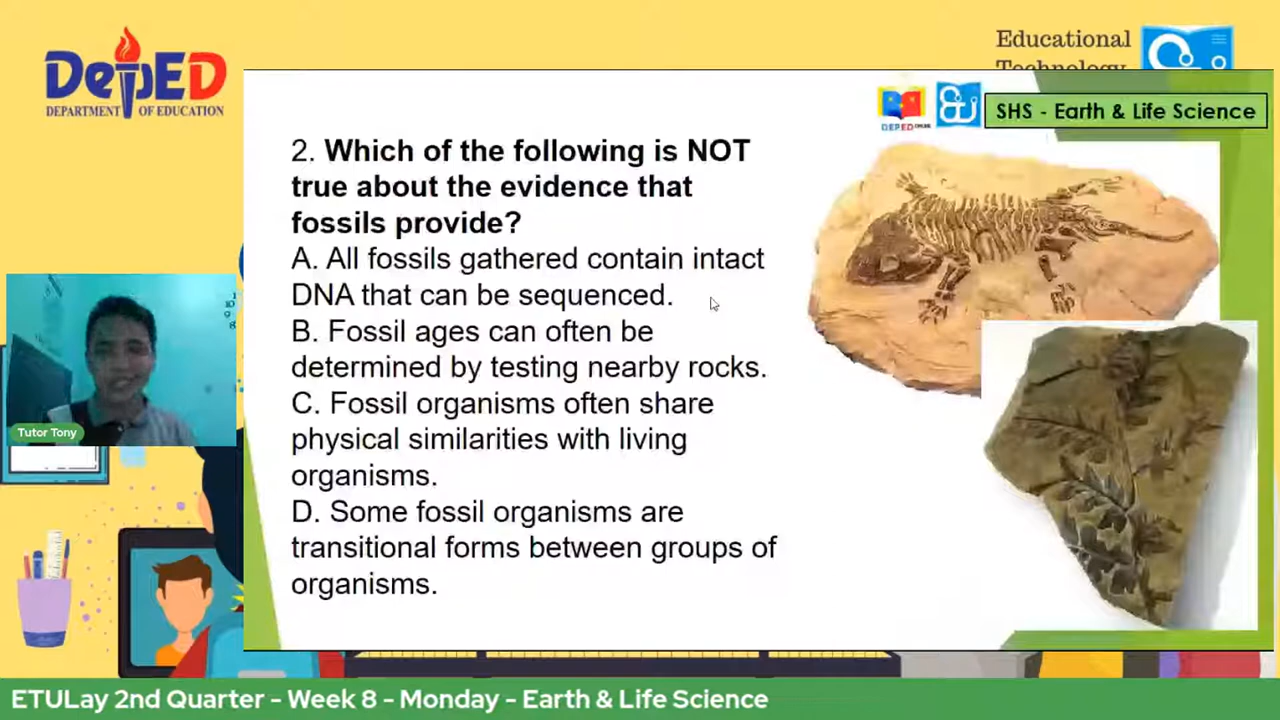 DepED
DEPARTMENT OF EDUCATION
Educational
Technology
DEPED
SHS - Earth & Life Science
2. Which of the following is NOT
true about the evidence that
fossils provide?
A. All fossils gathered contain intact
DNA that can be sequenced.
B. Fossil ages can often be
determined by testing nearby rocks.
C. Fossil organisms often share
physical similarities with living
organisms.
D. Some fossil organisms are
transitional forms between groups of
organisms.
Tutor Tony
ETULay 2nd Quarter - Week 8 - Monday - Earth & Life Science